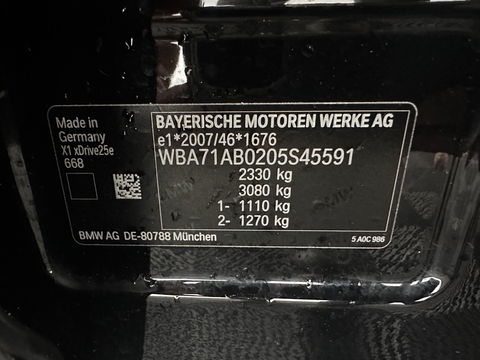 Made in
Germany
X1 xDrive25e
668
BAYERISCHE MOTOREN WERKE AG
e1*2007/46*1676
WBA71AB0205S45591
2330 kg
3080 kg
1- 1110 kg
2- 1270 kg
BMW AG DE-80788 München
5 A0C 986